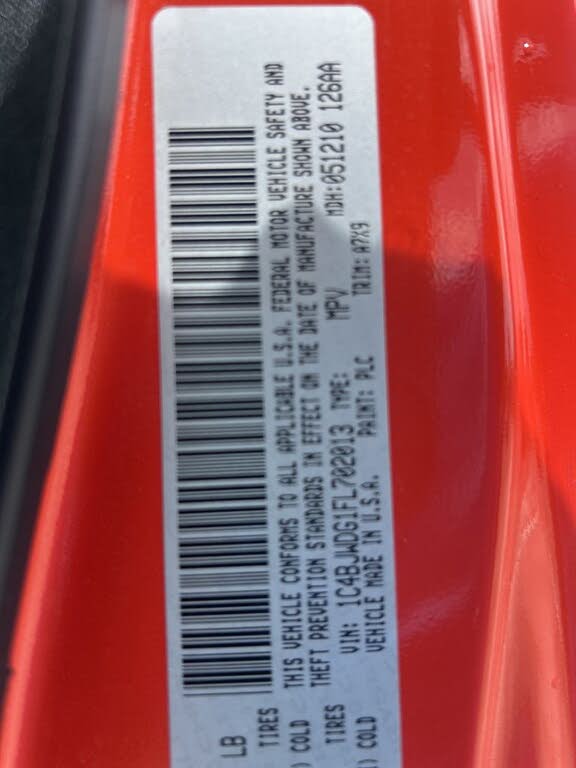 LB
TIRES
) COLD
TIRES
I) COLD
THIS VEHICLE CONFORMS TO ALL APPLICABLE U.S.A. FEDERAL MOTOR VEHICLE SAFETY AND
THEFT PREVENTION STANDARDS IN EFFECT ON THE DATE OF MANUFACTURE SHOWN ABOVE.
VIN: 1C4BJWDG1FL702013 TYPE: MPV MDH:051210 126AA
VEHICLE MADE IN U.S.A. PAINT: PLC TRIM: A7X9